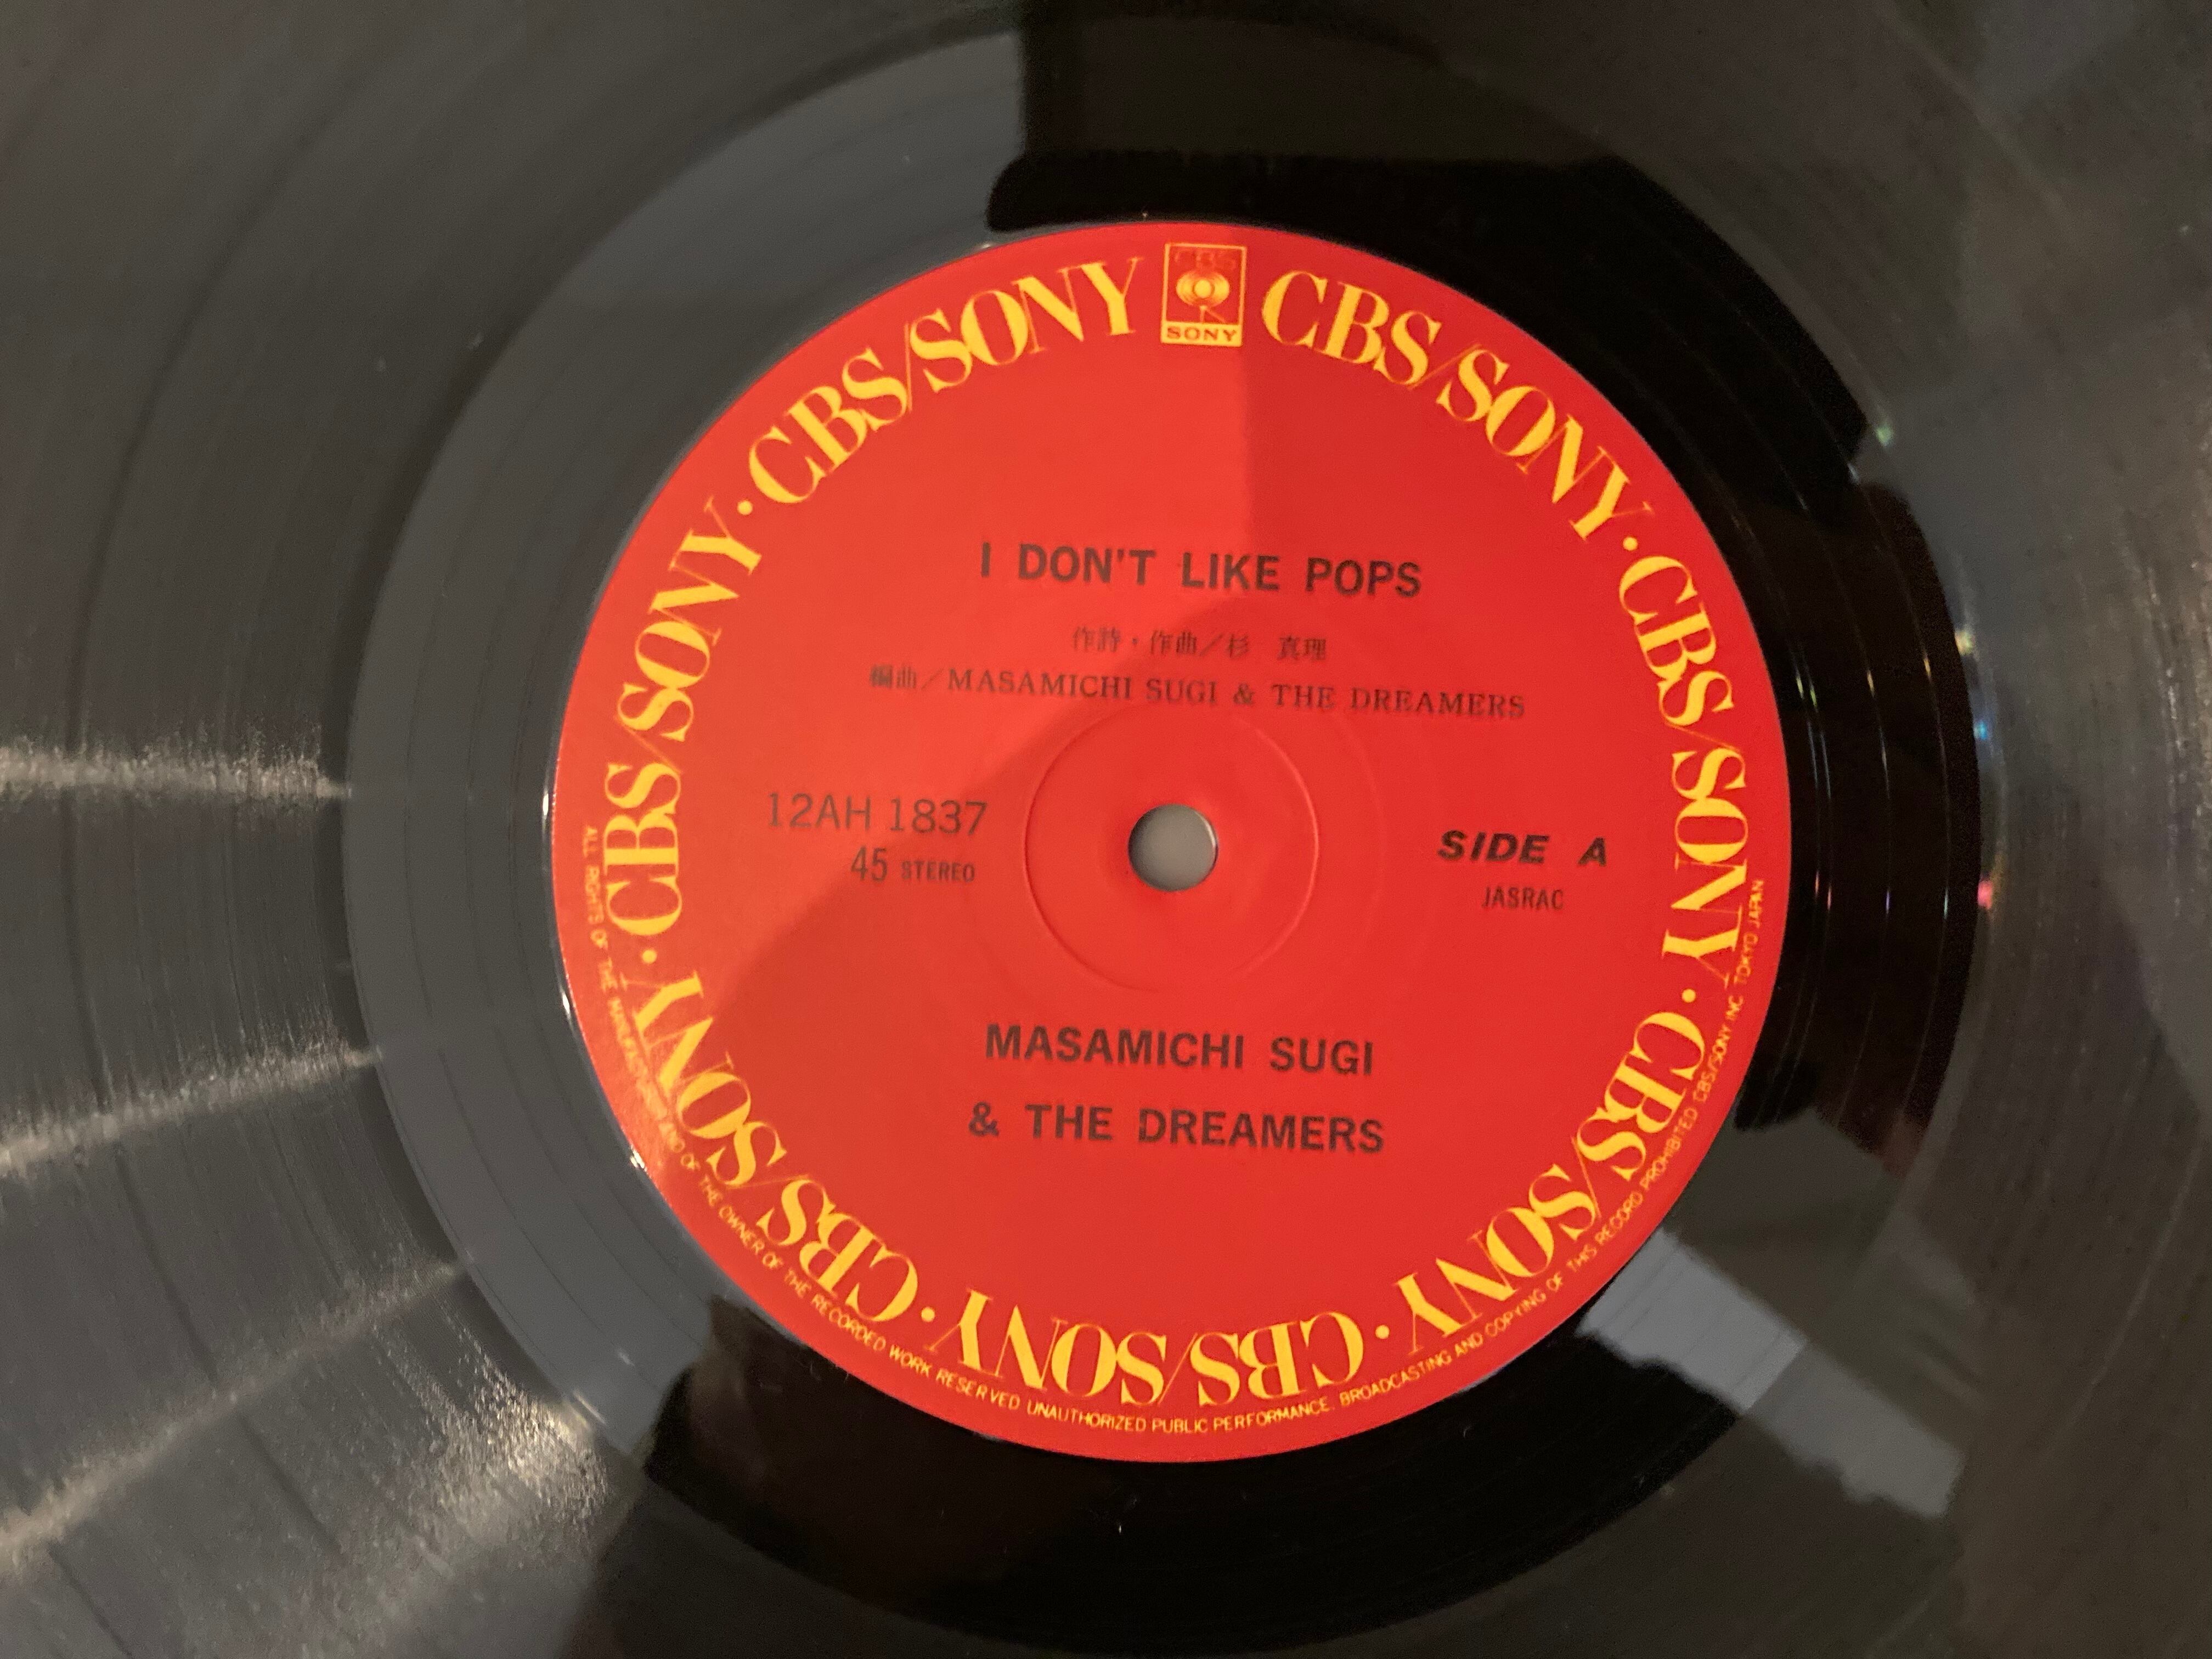 CBS
SONY
CBS/SONY · CBS/SONY · CBS/SONY · CBS/SONY · CBS/SONY · CBS/SONY · CBS/SONY · CBS/SONY
I DON'T LIKE POPS
作詩・作曲/杉 真理
編曲/MASAMICHI SUGI & THE DREAMERS
12AH 1837
45 STEREO
SIDE A
JASRAC
MASAMICHI SUGI
& THE DREAMERS
ALL RIGHTS OF THE MANUFACTURER AND OF THE OWNER OF THE RECORDED WORK RESERVED UNAUTHORIZED PUBLIC PERFORMANCE. BROADCASTING AND COPYING OF THIS RECORD PROHIBITED CBS/SONY INC. TOKYO JAPAN